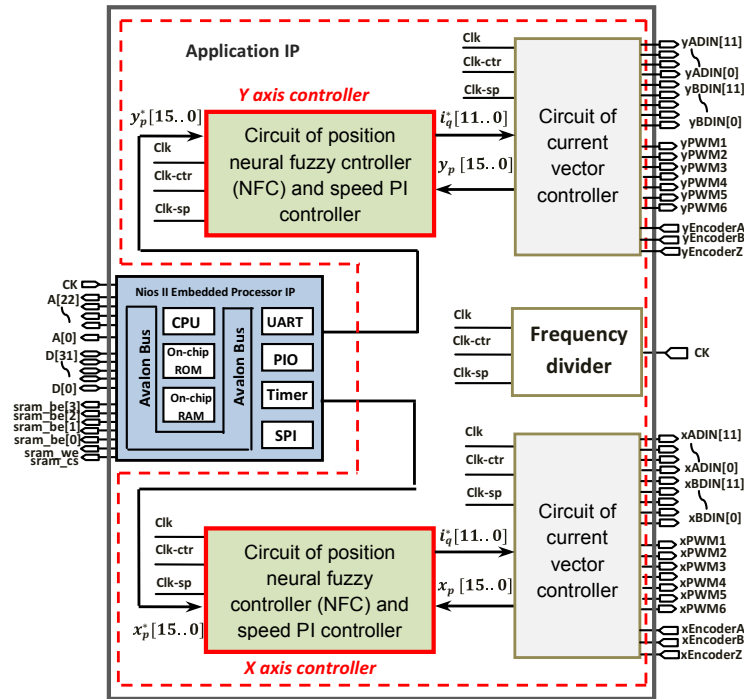 Application IP
Y axis controller
y*p [15..0]
Clk
Clk-ctr
Clk-sp
Circuit of position
neural fuzzy cntroller
(NFC) and speed PI
controller
i*q [11..0]
yp [15..0]
Clk
Clk-ctr
Clk-sp
Circuit of
current
vector
controller
yADIN[11]
yADIN[0]
yBDIN[11]
yBDIN[0]
yPWM1
yPWM2
yPWM3
yPWM4
yPWM5
yPWM6
yEncoderA
yEncoderB
yEncoderZ
CK
A[22]
A[0]
D[31]
D[0]
sram_be[3]
sram_be[2]
sram_be[1]
sram_be[0]
sram_we
sram_cs
Nios II Embedded Processor IP
Avalon Bus
CPU
On-chip
ROM
On-chip
RAM
Avalon Bus
UART
PIO
Timer
SPI
Clk
Clk-ctr
Clk-sp
Frequency
divider
CK
Clk
Clk-ctr
Clk-sp
Circuit of position
neural fuzzy
controller (NFC) and
speed PI controller
x*p [15..0]
X axis controller
i*q [11..0]
xp [15..0]
Clk
Clk-ctr
Clk-sp
Circuit of
current
vector
controller
xADIN[11]
xADIN[0]
xBDIN[11]
xBDIN[0]
xPWM1
xPWM2
xPWM3
xPWM4
xPWM5
xPWM6
xEncoderA
xEncoderB
xEncoderZ